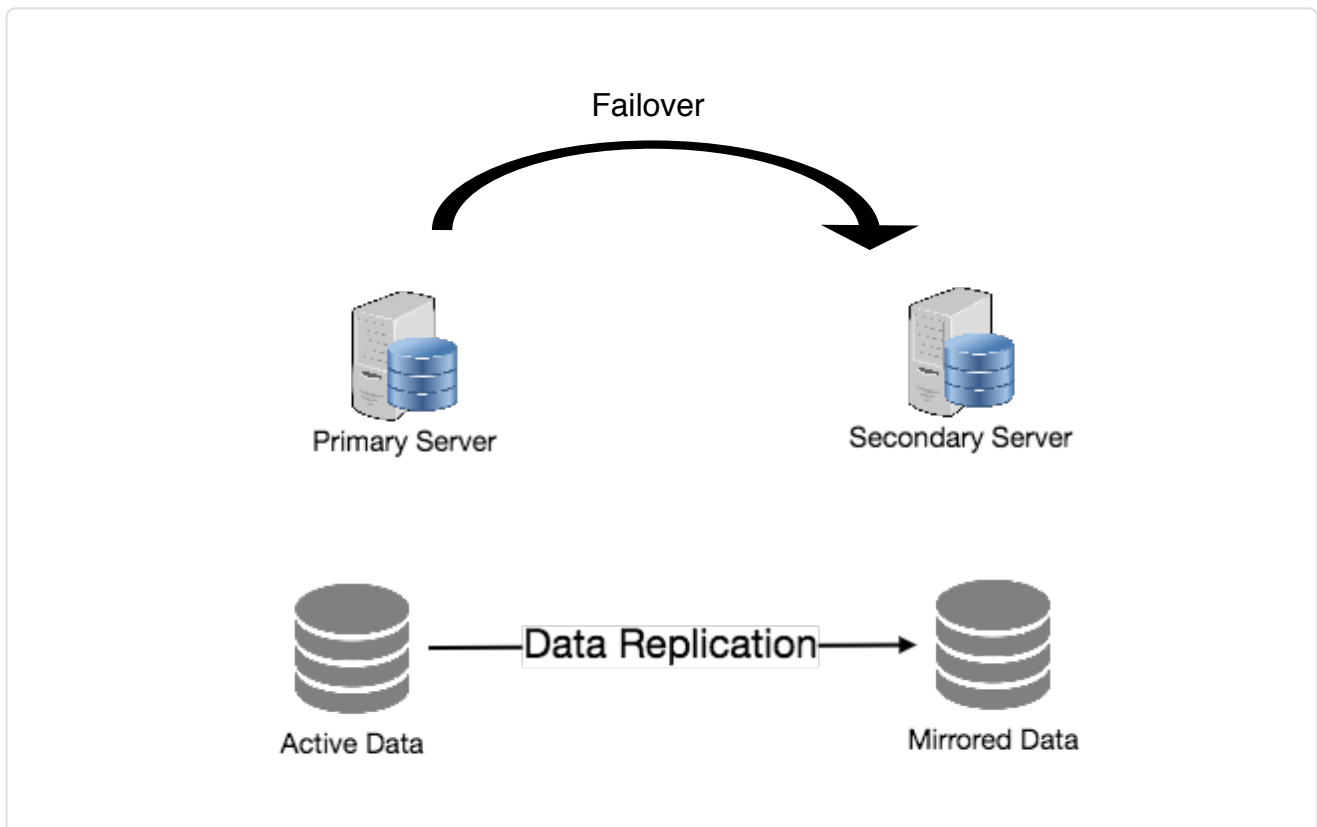 Failover
Primary Server
Secondary Server
Data Replication
Active Data
Mirrored Data